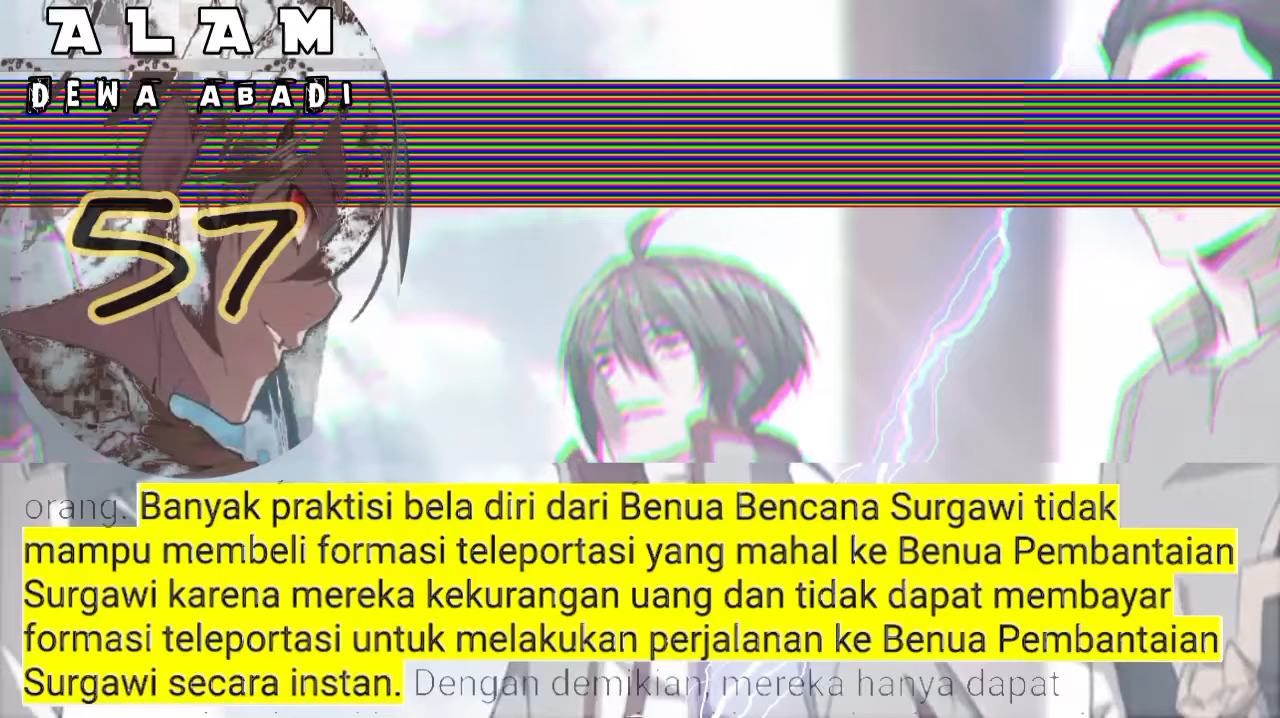 ALAM
DEWA ABADI
57
orang. Banyak praktisi bela diri dari Benua Bencana Surgawi tidak
mampu membeli formasi teleportasi yang mahal ke Benua Pembantaian
Surgawi karena mereka kekurangan uang dan tidak dapat membayar
formasi teleportasi untuk melakukan perjalanan ke Benua Pembantaian
Surgawi secara instan. Dengan demikian, mereka hanya dapat